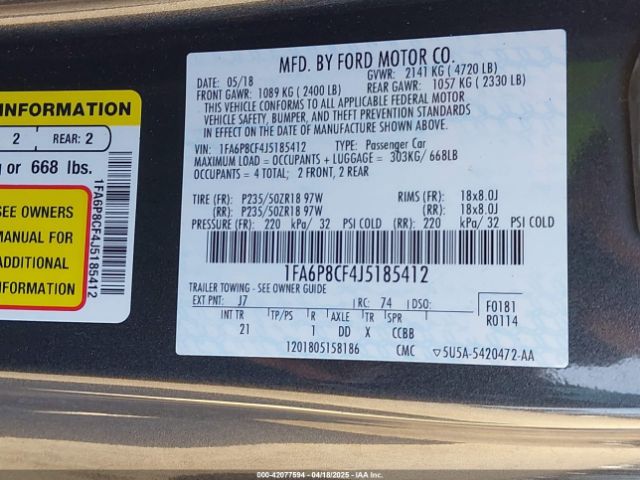 INFORMATION
2 REAR: 2
g or 668 lbs.
SEE OWNERS
MANUAL FOR
ADDITIONAL
INFORMATION
1FA6P8CF4J5185412
MFD. BY FORD MOTOR CO.
DATE: 05/18 GVWR: 2141 KG ( 4720 LB)
FRONT GAWR: 1089 KG ( 2400 LB) REAR GAWR: 1057 KG ( 2330 LB)
THIS VEHICLE CONFORMS TO ALL APPLICABLE FEDERAL MOTOR
VEHICLE SAFETY, BUMPER, AND THEFT PREVENTION STANDARDS
IN EFFECT ON THE DATE OF MANUFACTURE SHOWN ABOVE.
VIN: 1FA6P8CF4J5185412 TYPE: Passenger Car
MAXIMUM LOAD = OCCUPANTS + LUGGAGE = 303KG/ 668LB
OCCUPANTS = 4 TOTAL; 2 FRONT, 2 REAR
TIRE (FR): P235/50ZR18 97W RIMS (FR): 18x8.0J
(RR): P235/50ZR18 97W (RR): 18x8.0J
PRESSURE (FR): 220 kPa/ 32 PSI COLD (RR): 220 kPa/ 32 PSI COLD
1FA6P8CF4J5185412
TRAILER TOWING - SEE OWNER GUIDE
EXT PNT: J7 RC: 74 DSO: F0181
INT TR TP/PS R AXLE TR SPR R0114
21 1 DD X CCBB
1201805158186 CMC ▽5U5A-5420472-AA
STOCK: 42077594 04/18/2025 IAA Inc.